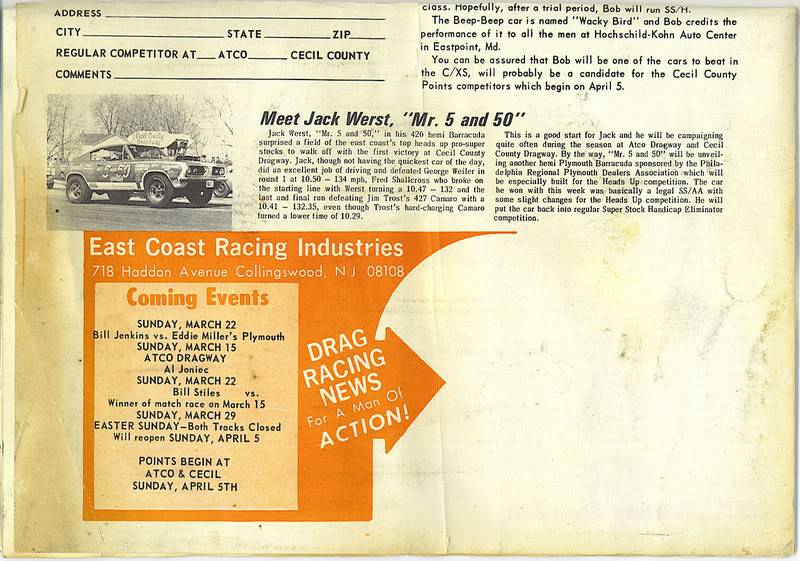 ADDRESS
CITY STATE ZIP
REGULAR COMPETITOR AT ATCO CECIL COUNTY
COMMENTS
class. Hopefully, after a trial period, Bob will run SS/H.
The Beep-Beep car is named "Wacky Bird" and Bob credits the
performance of it to all the men at Hochschild-Kohn Auto Center
in Eastpoint, Md.
You can be assured that Bob will be one of the cars to beat in
the C/XS, will probably be a candidate for the Cecil County
Points competitors which begin on April 5.
Meet Jack Werst, "Mr. 5 and 50"
Jack Werst, "Mr. 5 and 50," in his 426 hemi Barracuda
surprised a field of the east coast's top heads up pro-super
stocks to walk off with the first victory at Cecil County
Dragway. Jack, though not having the quickest car of the day,
did an excellent job of driving and defeated George Weiler in
round 1 at 10.50 — 134 mph, Fred Shallcross who broke on
the starting line with Werst turning a 10.47 — 132 and the
last and final run defeating Jim Trost's 427 Camaro with a
10.41 — 132.35, even though Trost's hard-charging Camaro
turned a lower time of 10.29.
This is a good start for Jack and he will be campaigning
quite often during the season at Atco Dragway and Cecil
County Dragway. By the way, "Mr. 5 and 50" will be unveil-
ing another hemi Plymouth Barracuda sponsored by the Phila-
delphia Regional Plymouth Dealers Association which will
be especially built for the Heads Up competition. The car
he won with this week was basically a legal SS/AA with
some slight changes for the Heads Up competition. He will
put the car back into regular Super Stock Handicap Eliminator
competition.
East Coast Racing Industries
718 Haddon Avenue Collingswood, N.J 08108
Coming Events
SUNDAY, MARCH 22
Bill Jenkins vs. Eddie Miller's Plymouth
SUNDAY, MARCH 15
ATCO DRAGWAY
Al Joniec
SUNDAY, MARCH 22
Bill Stiles vs.
Winner of match race on March 15
SUNDAY, MARCH 29
EASTER SUNDAY—Both Tracks Closed
Will reopen SUNDAY, APRIL 5
POINTS BEGIN AT
ATCO & CECIL
SUNDAY, APRIL 5TH
DRAG
RACING
NEWS
For A Man Of
ACTION!